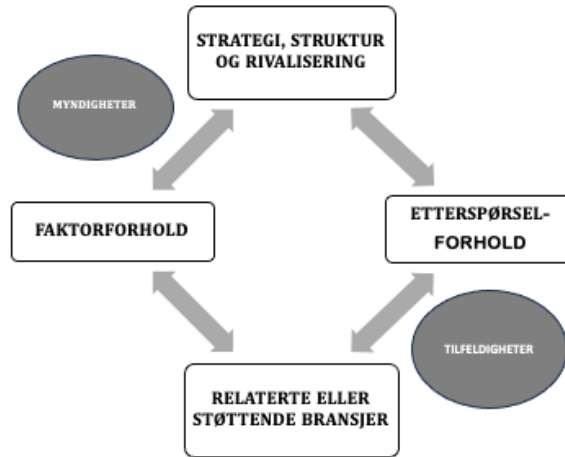 STRATEGI, STRUKTUR
OG RIVALISERING
MYNDIGHETER
FAKTORFORHOLD
ETTERSPØRSEL-
FORHOLD
TILFELDIGHETER
RELATERTE ELLER
STØTTENDE BRANSJER